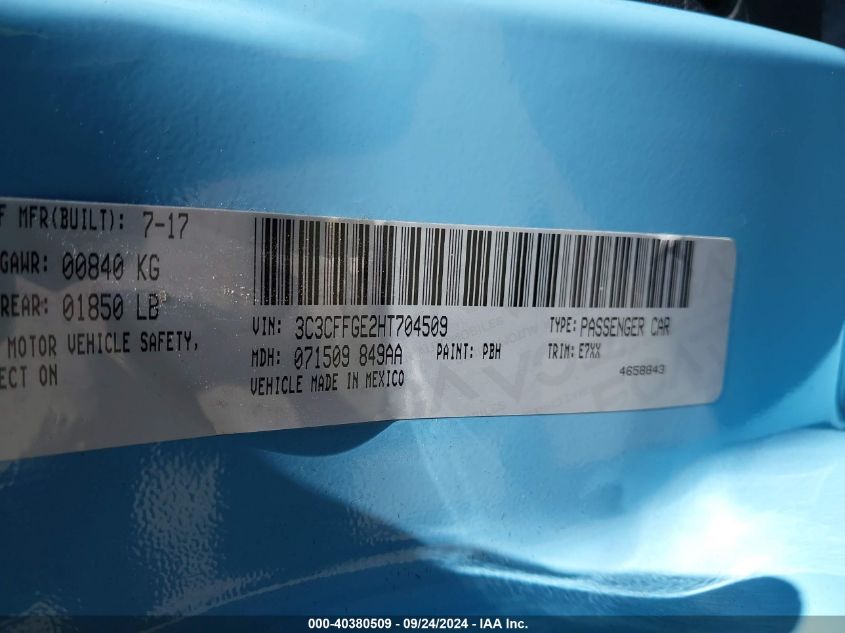 F MFR(BUILT): 7-17
GAWR: 00840 KG
REAR: 01850 LB
MOTOR VEHICLE SAFETY,
ECT ON
VIN: 3C3CFFGE2HT704509 TYPE: PASSENGER CAR
MDH: 071509 849AA PAINT: PBH TRIM: E7XX
VEHICLE MADE IN MEXICO 4658843
000-40380509 - 09/24/2024 - IAA Inc.